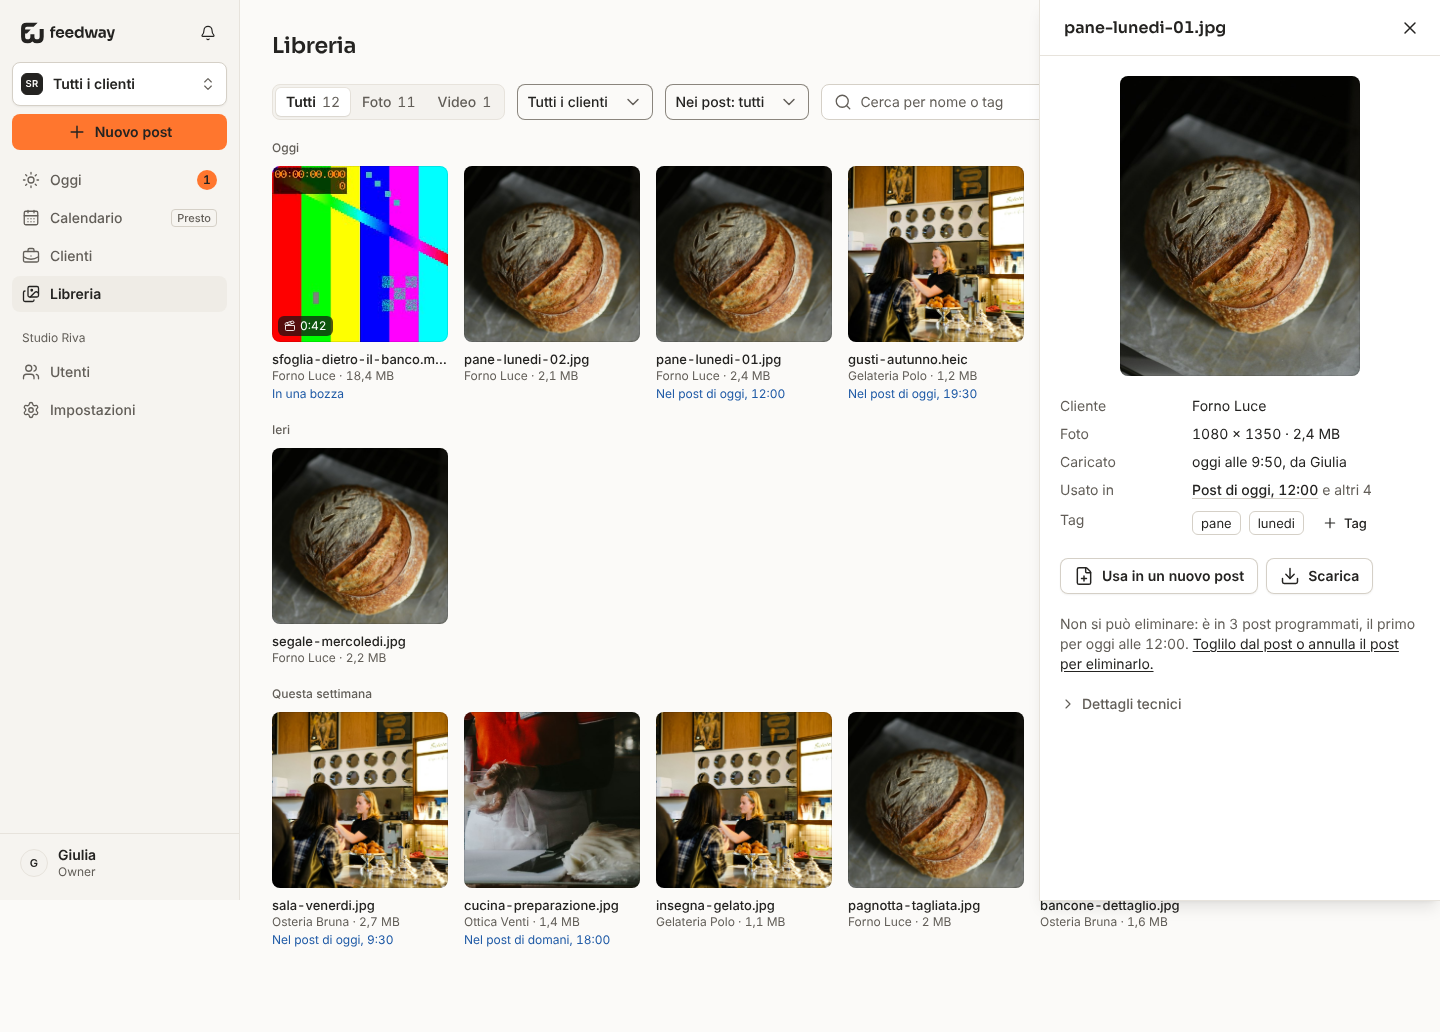 feedway
SR Tutti i clienti
Nuovo post
Oggi 1
Calendario Presto
Clienti
Libreria
Studio Riva
Utenti
Impostazioni
G Giulia
Owner
Libreria
Tutti 12 Foto 11 Video 1 Tutti i clienti Nei post: tutti Cerca per nome o tag
Oggi
00:00:00.000
0
0:42
sfoglia-dietro-il-banco.m...
Forno Luce · 18,4 MB
In una bozza
pane-lunedi-02.jpg
Forno Luce · 2,1 MB
pane-lunedi-01.jpg
Forno Luce · 2,4 MB
Nel post di oggi, 12:00
gusti-autunno.heic
Gelateria Polo · 1,2 MB
Nel post di oggi, 19:30
Ieri
segale-mercoledi.jpg
Forno Luce · 2,2 MB
Questa settimana
sala-venerdi.jpg
Osteria Bruna · 2,7 MB
Nel post di oggi, 9:30
cucina-preparazione.jpg
Ottica Venti · 1,4 MB
Nel post di domani, 18:00
insegna-gelato.jpg
Gelateria Polo · 1,1 MB
pagnotta-tagliata.jpg
Forno Luce · 2 MB
bancone-dettaglio.jpg
Osteria Bruna · 1,6 MB
pane-lunedi-01.jpg
Cliente Forno Luce
Foto 1080 × 1350 · 2,4 MB
Caricato oggi alle 9:50, da Giulia
Usato in Post di oggi, 12:00 e altri 4
Tag pane lunedi Tag
Usa in un nuovo post Scarica
Non si può eliminare: è in 3 post programmati, il primo
per oggi alle 12:00. Toglilo dal post o annulla il post
per eliminarlo.
Dettagli tecnici